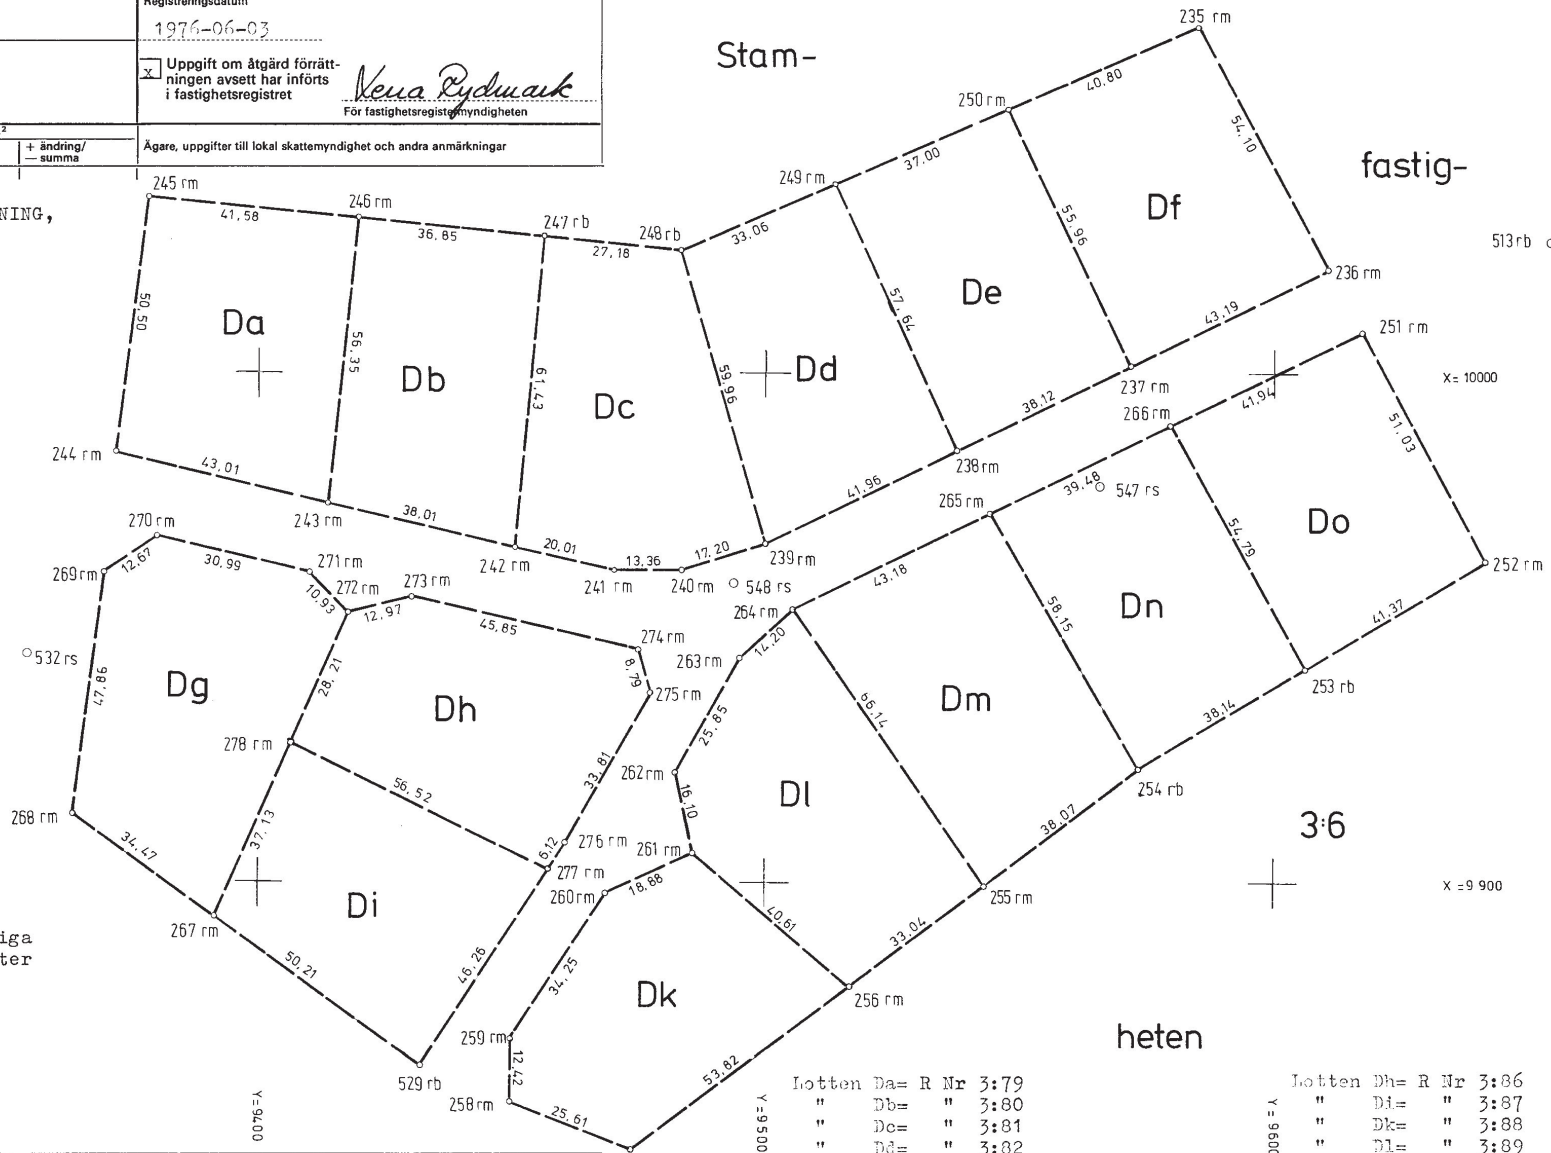 Registreringsdatum
1976-06-03
x Uppgift om åtgärd förrätt-
ningen avsett har införts
i fastighetsregistret
För fastighetsregistermyndigheten
2
+ ändring/
— summa
Ägare, uppgifter till lokal skattemyndighet och andra anmärkningar
NING,
Stam-
fastig-
heten
3:6
235 rm
40,80
250 rm
54,10
37,00
249 rm
Df
55,96
33,06
De
513 rb
236 rm
43,19
245 rm
41,58
246 rm
36,85
247 rb
27,18
248 rb
50,50
Da
56,35
Db
61,43
Dc
59,96
Dd
57,64
237 rm
38,12
238 rm
41,96
239 rm
251 rm
X= 10000
266 rm
41,94
51,03
244 rm
43,01
243 rm
38,01
242 rm
20,01
241 rm
13,36
240 rm
17,20
548 rs
265 rm
39,48
547 rs
54,79
Do
252 rm
41,37
253 rb
38,14
264 rm
43,18
58,15
Dn
270 rm
12,67
30,99
269 rm
271 rm
10,93
272 rm
12,97
273 rm
45,85
274 rm
8,79
275 rm
532 rs
47,86
Dg
28,21
Dh
278 rm
56,52
33,81
276 rm
6,12
277 rm
268 rm
34,47
37,13
267 rm
Di
50,21
46,26
529 rb
263 rm
14,20
25,85
262 rm
16,10
261 rm
Dl
66,14
Dm
254 rb
38,07
255 rm
33,04
X =9 900
260 rm
18,88
40,61
34,25
Dk
256 rm
259 rm
12,42
258 rm
25,61
53,82
iga
ter
Y=9400
Y=9500
Y=9600
Lotten Da= R Nr 3:79
" Db= " 3:80
" Dc= " 3:81
" Dd= " 3:82
Lotten Dh= R Nr 3:86
" Di= " 3:87
" Dk= " 3:88
" Dl= " 3:89